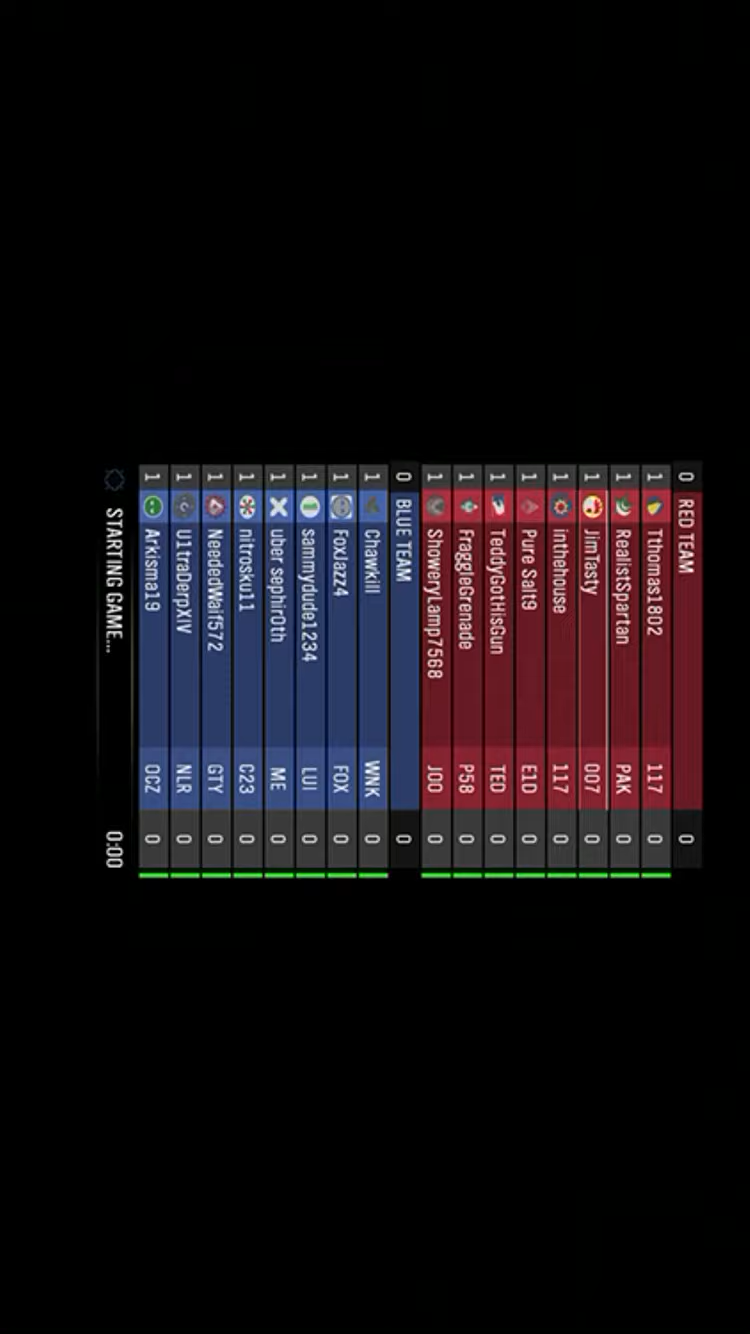 0 RED TEAM 0
1 Tthomas1802 117 0
1 RealistSpartan PAK 0
1 JimTasty 007 0
1 inthehouse 117 0
1 Pure Salt9 E1D 0
1 TeddyGotHisGun TED 0
1 FraggleGrenade P58 0
1 ShoweryLamp7568 J00 0
0 BLUE TEAM 0
1 Chawkill WNK 0
1 FoxJazz4 FOX 0
1 sammydude1234 LUI 0
1 uber sephir0th ME 0
1 nitrosku11 C23 0
1 NeededWaif572 GTY 0
1 U1traDerpXIV NLR 0
1 Arkisma19 OCZ 0
STARTING GAME... 0:00